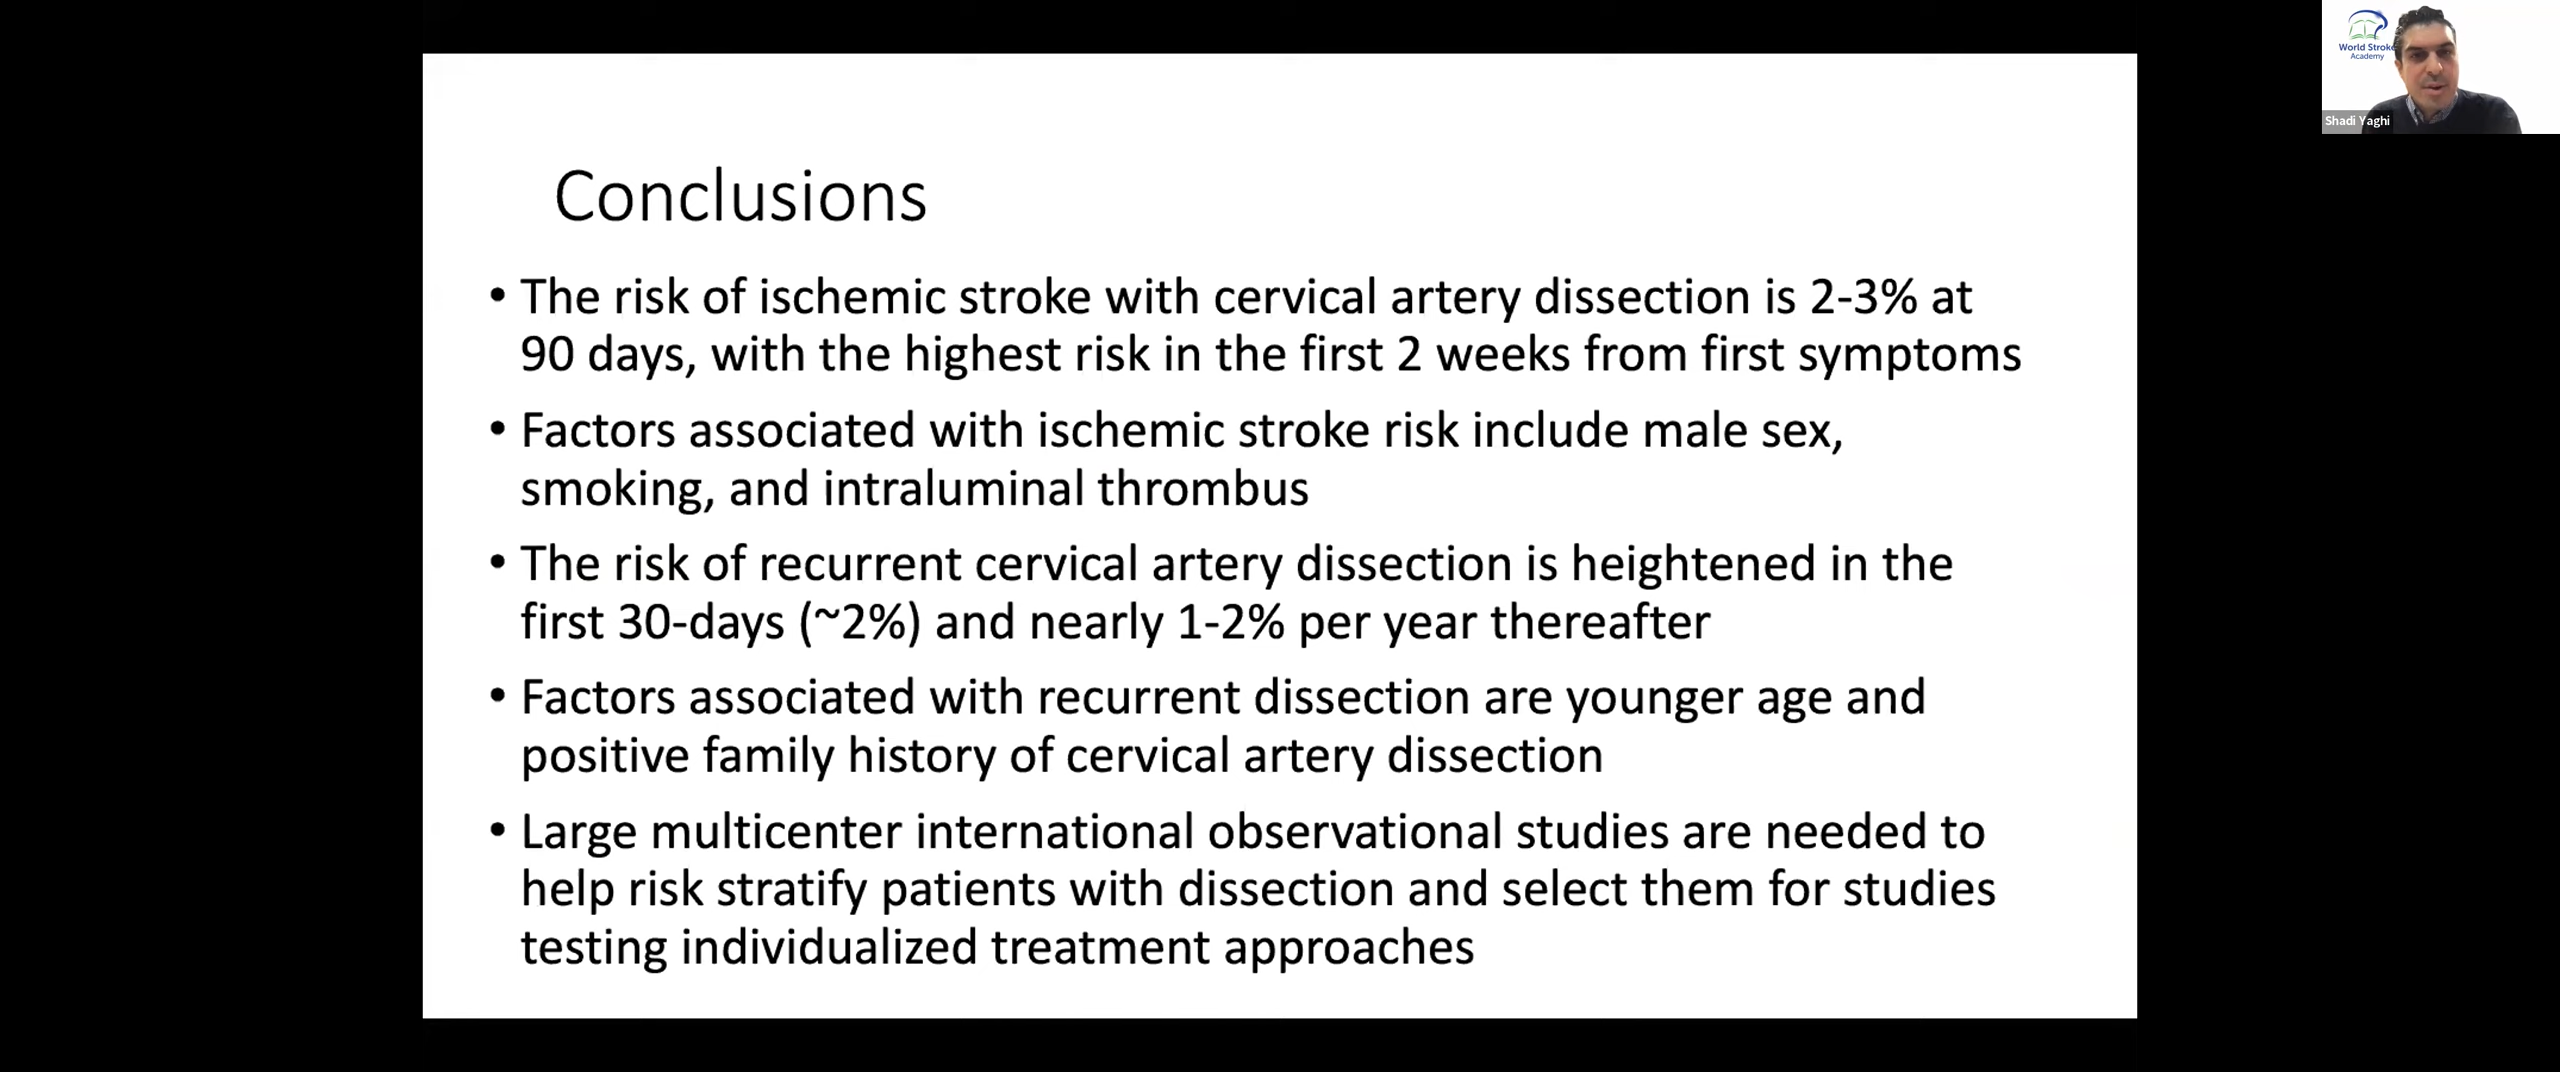 World Stroke
Academy
Shadi Yaghi
Conclusions
• The risk of ischemic stroke with cervical artery dissection is 2-3% at
90 days, with the highest risk in the first 2 weeks from first symptoms
• Factors associated with ischemic stroke risk include male sex,
smoking, and intraluminal thrombus
• The risk of recurrent cervical artery dissection is heightened in the
first 30-days (~2%) and nearly 1-2% per year thereafter
• Factors associated with recurrent dissection are younger age and
positive family history of cervical artery dissection
• Large multicenter international observational studies are needed to
help risk stratify patients with dissection and select them for studies
testing individualized treatment approaches